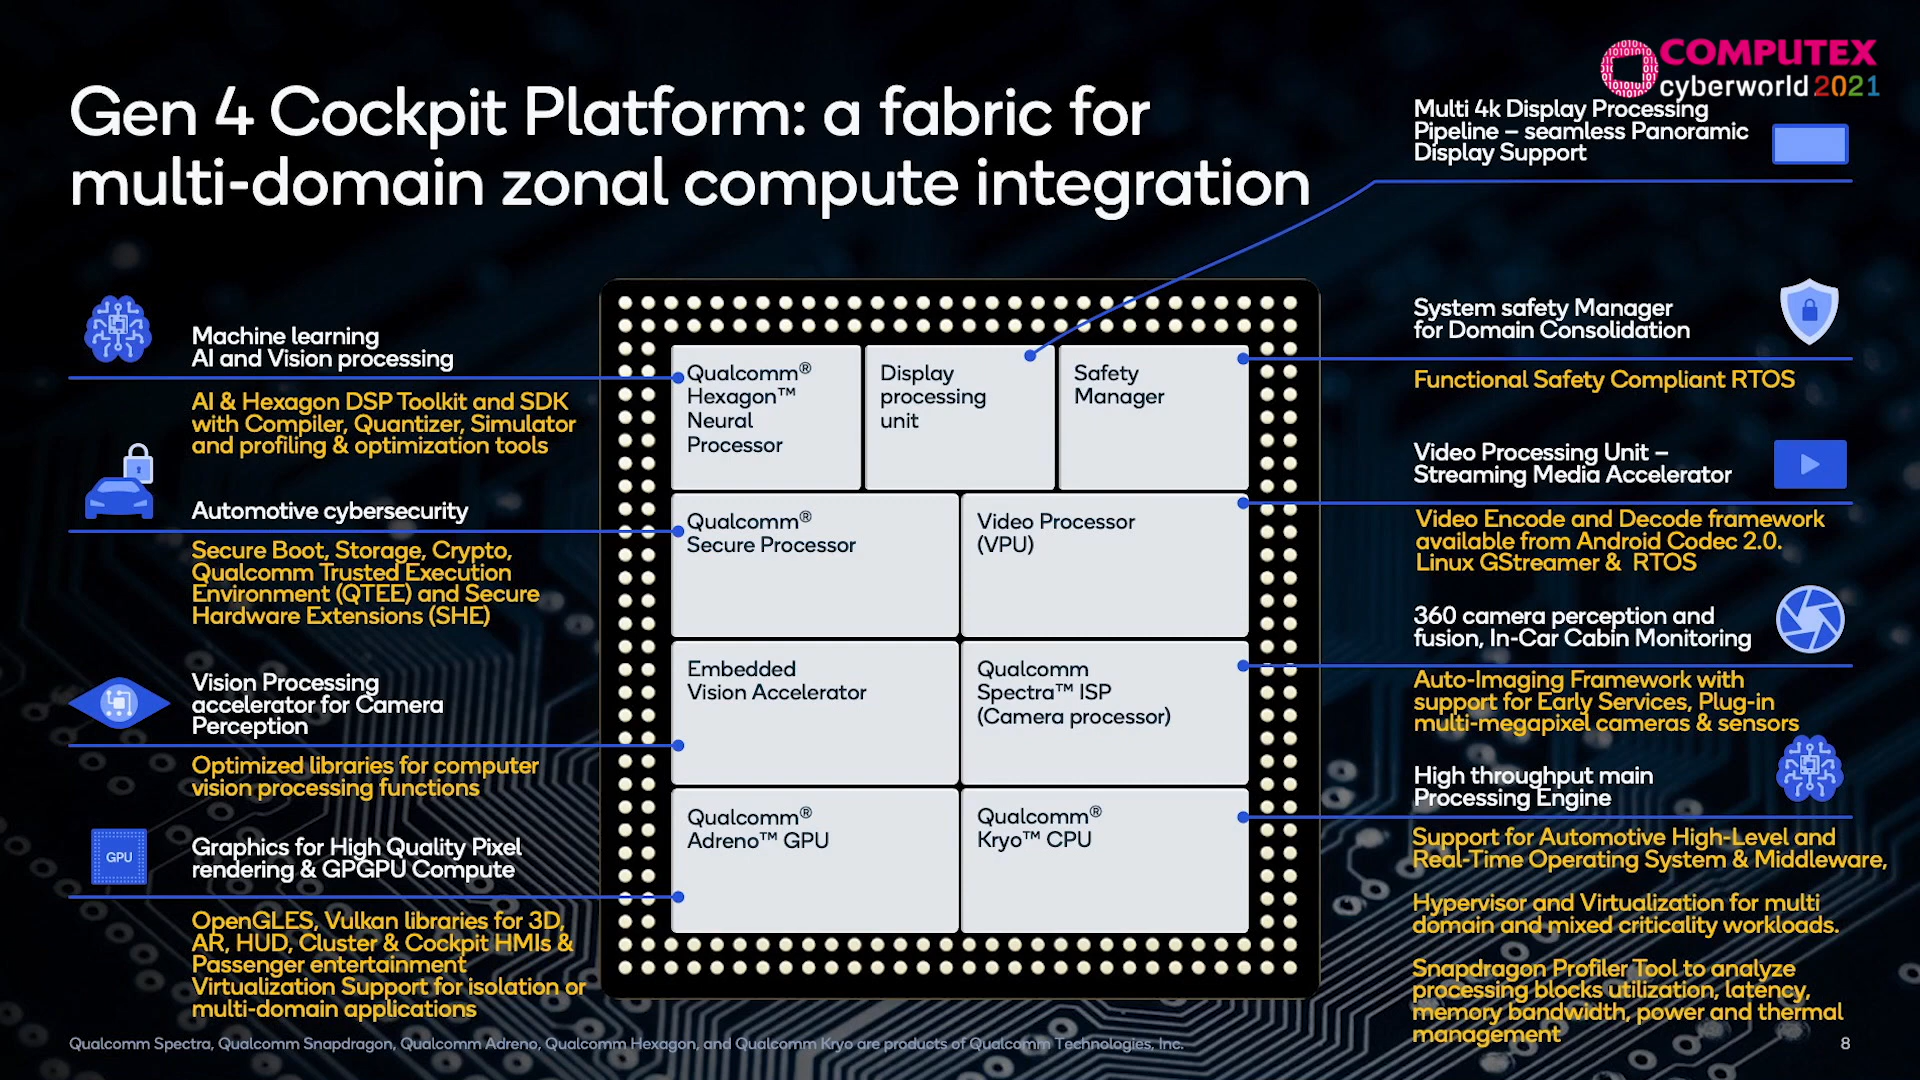 COMPUTEX
cyberworld 2021
Gen 4 Cockpit Platform: a fabric for
multi-domain zonal compute integration
Multi 4k Display Processing
Pipeline – seamless Panoramic
Display Support
Machine learning
AI and Vision processing
AI & Hexagon DSP Toolkit and SDK
with Compiler, Quantizer, Simulator
and profiling & optimization tools
Automotive cybersecurity
Secure Boot, Storage, Crypto,
Qualcomm Trusted Execution
Environment (QTEE) and Secure
Hardware Extensions (SHE)
Vision Processing
accelerator for Camera
Perception
Optimized libraries for computer
vision processing functions
GPU
Graphics for High Quality Pixel
rendering & GPGPU Compute
OpenGLES, Vulkan libraries for 3D,
AR, HUD, Cluster & Cockpit HMIs &
Passenger entertainment
Virtualization Support for isolation or
multi-domain applications
Qualcomm®
Hexagon™
Neural
Processor
Display
processing
unit
Safety
Manager
Qualcomm®
Secure Processor
Video Processor
(VPU)
Embedded
Vision Accelerator
Qualcomm
Spectra™ ISP
(Camera processor)
Qualcomm®
Adreno™ GPU
Qualcomm®
Kryo™ CPU
System safety Manager
for Domain Consolidation
Functional Safety Compliant RTOS
Video Processing Unit –
Streaming Media Accelerator
Video Encode and Decode framework
available from Android Codec 2.0.
Linux GStreamer & RTOS
360 camera perception and
fusion, In-Car Cabin Monitoring
Auto-Imaging Framework with
support for Early Services, Plug-in
multi-megapixel cameras & sensors
High throughput main
Processing Engine
Support for Automotive High-Level and
Real-Time Operating System & Middleware,
Hypervisor and Virtualization for multi
domain and mixed criticality workloads.
Snapdragon Profiler Tool to analyze
processing blocks utilization, latency,
memory bandwidth, power and thermal
management
Qualcomm Spectra, Qualcomm Snapdragon, Qualcomm Adreno, Qualcomm Hexagon, and Qualcomm Kryo are products of Qualcomm Technologies, Inc.
8